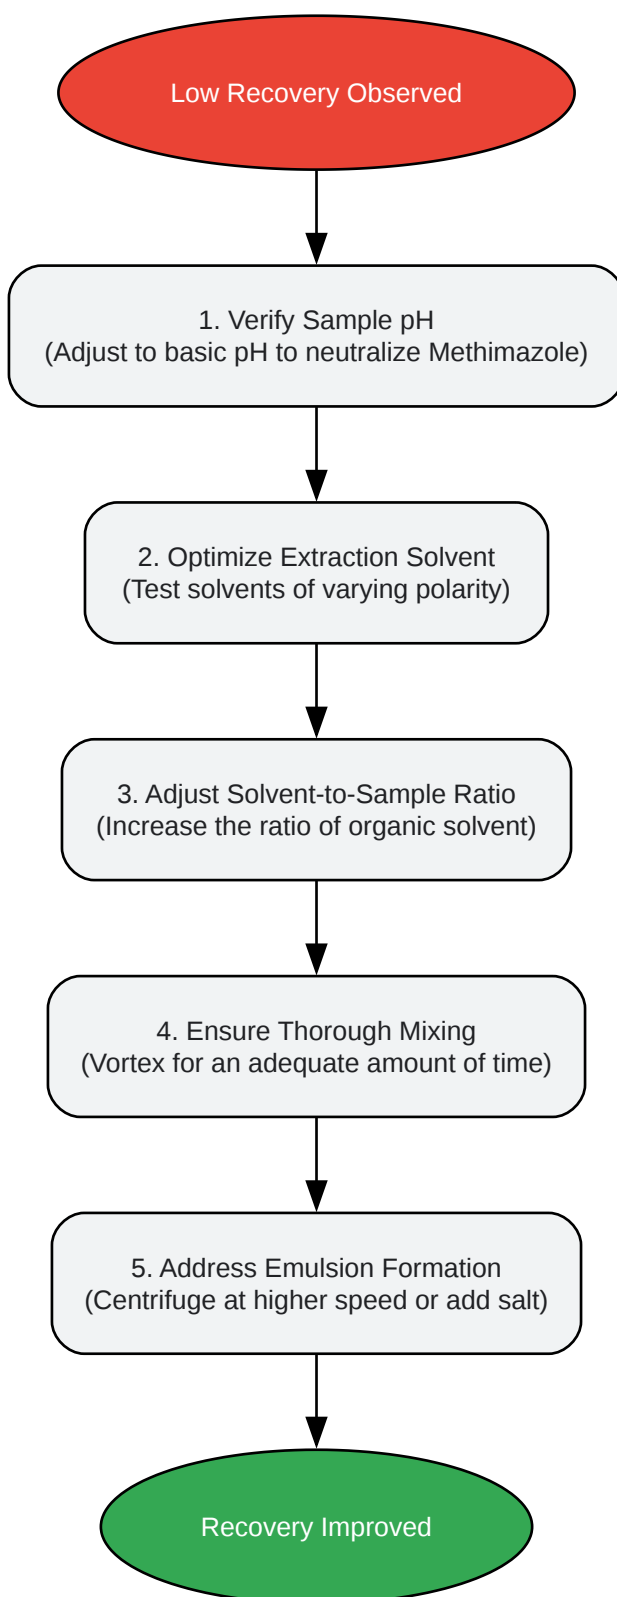 Low Recovery Observed
1. Verify Sample pH
(Adjust to basic pH to neutralize Methimazole)
2. Optimize Extraction Solvent
(Test solvents of varying polarity)
3. Adjust Solvent-to-Sample Ratio
(Increase the ratio of organic solvent)
4. Ensure Thorough Mixing
(Vortex for an adequate amount of time)
5. Address Emulsion Formation
(Centrifuge at higher speed or add salt)
Recovery Improved